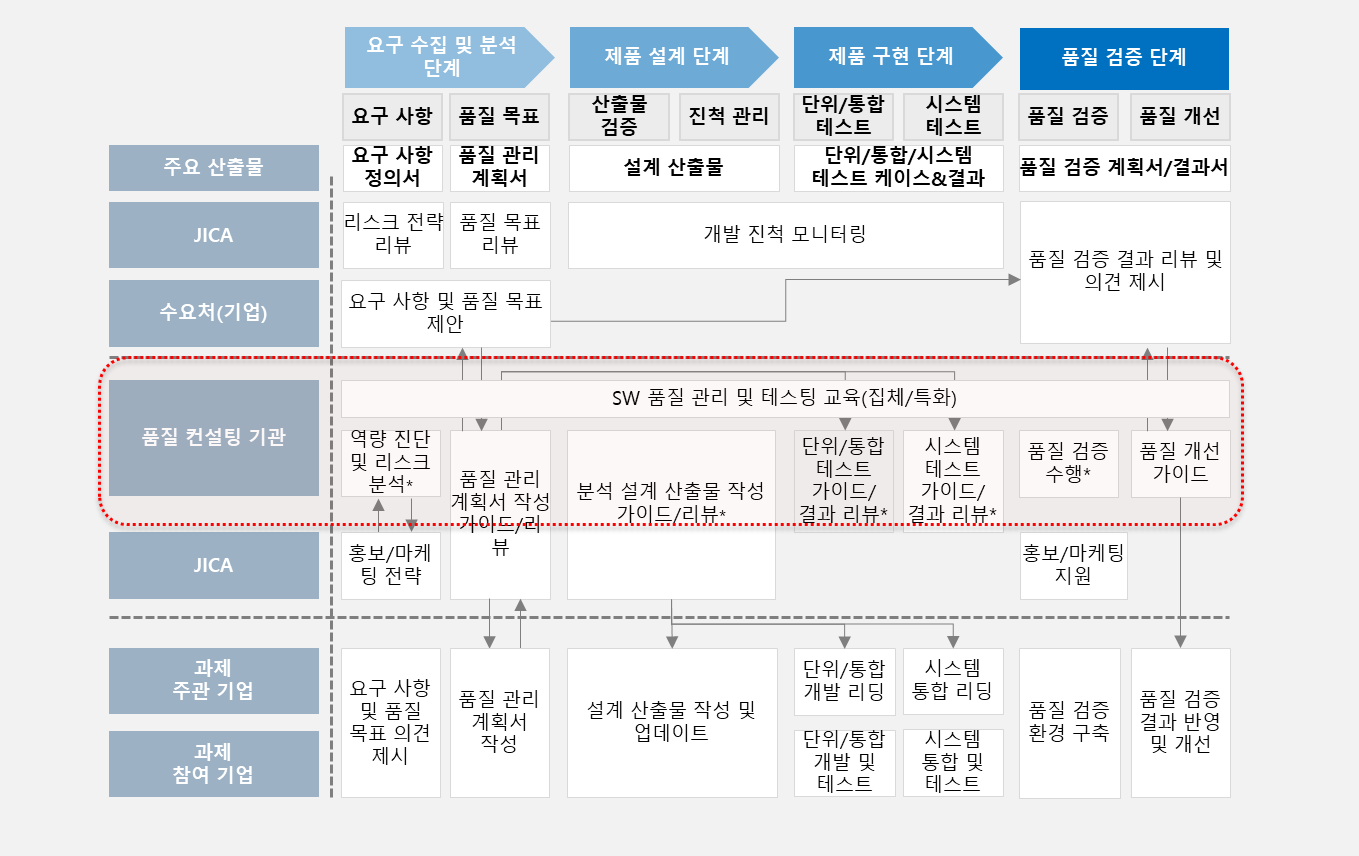 요구 수집 및 분석
단계
제품 설계 단계
제품 구현 단계
품질 검증 단계
요구 사항
품질 목표
산출물
검증
진척 관리
단위/통합
테스트
시스템
테스트
품질 검증
품질 개선
주요 산출물
요구 사항
정의서
품질 관리
계획서
설계 산출물
단위/통합/시스템
테스트 케이스&결과
품질 검증 계획서/결과서
JICA
리스크 전략
리뷰
품질 목표
리뷰
개발 진척 모니터링
품질 검증 결과 리뷰 및
의견 제시
수요처(기업)
요구 사항 및 품질 목표
제안
품질 컨설팅 기관
SW 품질 관리 및 테스팅 교육(집체/특화)
역량 진단
및 리스크
분석*
품질 관리
계획서 작성
가이드/리
뷰
분석 설계 산출물 작성
가이드/리뷰*
단위/통합
테스트
가이드/
결과 리뷰*
시스템
테스트
가이드/
결과 리뷰*
품질 검증
수행*
품질 개선
가이드
JICA
홍보/마케
팅 전략
홍보/마케팅
지원
과제
주관 기업
요구 사항
및 품질
목표 의견
제시
품질 관리
계획서
작성
설계 산출물 작성 및
업데이트
단위/통합
개발 리딩
시스템
통합 리딩
품질 검증
환경 구축
품질 검증
결과 반영
및 개선
과제
참여 기업
단위/통합
개발 및
테스트
시스템
통합 및
테스트